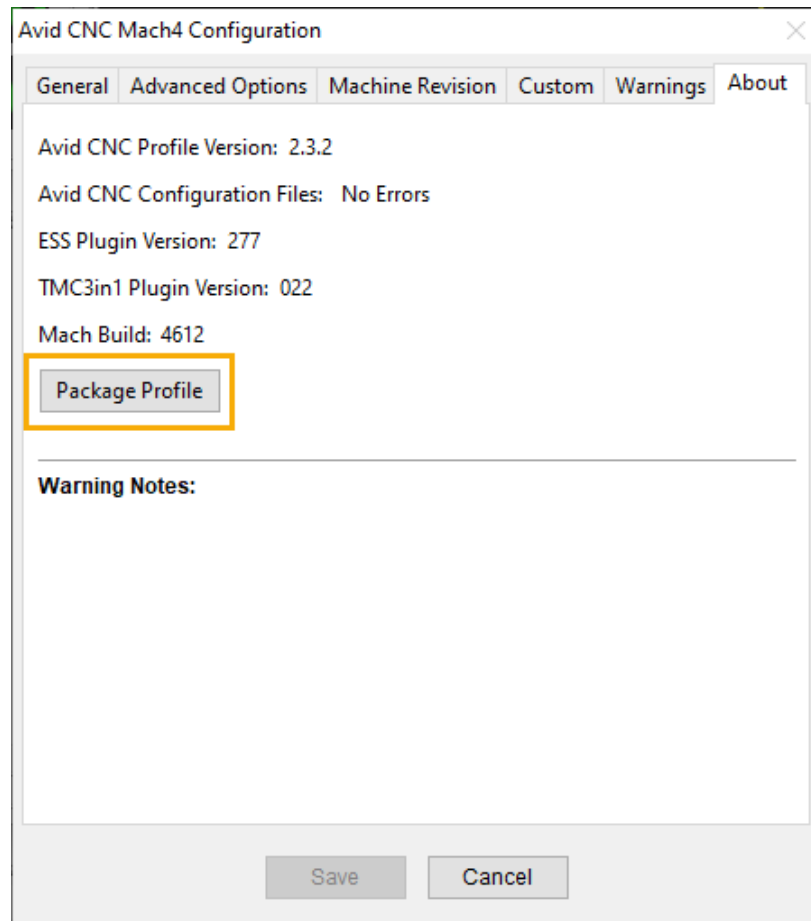 Avid CNC Mach4 Configuration
General Advanced Options Machine Revision Custom Warnings About
Avid CNC Profile Version: 2.3.2
Avid CNC Configuration Files: No Errors
ESS Plugin Version: 277
TMC3in1 Plugin Version: 022
Mach Build: 4612
Package Profile
Warning Notes:
Save Cancel